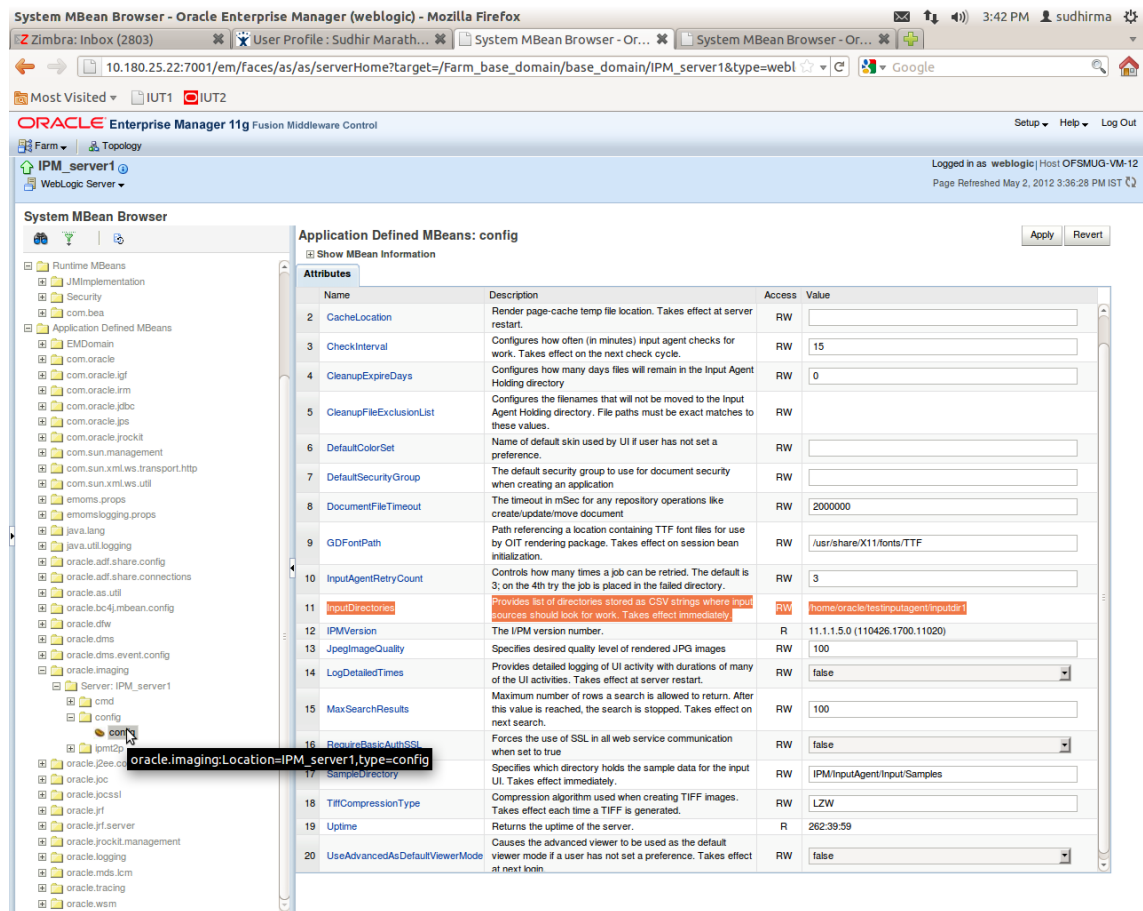 System MBean Browser - Oracle Enterprise Manager (weblogic) - Mozilla Firefox
3:42 PM sudhirma
Zimbra: Inbox (2803)
User Profile : Sudhir Marath...
System MBean Browser - Or...
System MBean Browser - Or...
10.180.25.22:7001/em/faces/as/as/serverHome?target=/Farm_base_domain/base_domain/IPM_server1&type=webl
Google
Most Visited
IUT1
IUT2
ORACLE Enterprise Manager 11g Fusion Middleware Control
Setup Help Log Out
Farm Topology
IPM_server1
Logged in as weblogic | Host OFSMUG-VM-12
WebLogic Server
Page Refreshed May 2, 2012 3:36:28 PM IST
System MBean Browser
Runtime MBeans
JMImplementation
Security
com.bea
Application Defined MBeans
EMDomain
com.oracle
com.oracle.igf
com.oracle.irm
com.oracle.jdbc
com.oracle.jps
com.oracle.jrockit
com.sun.management
com.sun.xml.ws.transport.http
com.sun.xml.ws.util
emoms.props
emomslogging.props
java.lang
java.util.logging
oracle.adf.share.config
oracle.adf.share.connections
oracle.as.util
oracle.bc4j.mbean.config
oracle.dfw
oracle.dms
oracle.dms.event.config
oracle.imaging
Server: IPM_server1
cmd
config
config
ipmt2p
oracle.imaging:Location=IPM_server1,type=config
oracle.j2ee.co
oracle.joc
oracle.jocssl
oracle.jrf
oracle.jrf.server
oracle.jrockit.management
oracle.logging
oracle.mds.lcm
oracle.tracing
oracle.wsm
Application Defined MBeans: config
Apply Revert
Show MBean Information
Attributes
Name Description Access Value
2 CacheLocation Render page-cache temp file location. Takes effect at server RW
restart.
3 CheckInterval Configures how often (in minutes) input agent checks for RW 15
work. Takes effect on the next check cycle.
4 CleanupExpireDays Configures how many days files will remain in the Input Agent RW 0
Holding directory
5 CleanupFileExclusionList Configures the filenames that will not be moved to the Input RW
Agent Holding directory. File paths must be exact matches to
these values.
6 DefaultColorSet Name of default skin used by UI if user has not set a RW
preference.
7 DefaultSecurityGroup The default security group to use for document security RW
when creating an application
8 DocumentFileTimeout The timeout in mSec for any repository operations like RW 2000000
create/update/move document
9 GDFontPath Path referencing a location containing TTF font files for use RW /usr/share/X11/fonts/TTF
by OIT rendering package. Takes effect on session bean
initialization.
10 InputAgentRetryCount Controls how many times a job can be retried. The default is RW 3
3; on the 4th try the job is placed in the failed directory.
11 InputDirectories Provides list of directories stored as CSV strings where input RW /home/oracle/testinputagent/inputdir1
sources should look for work. Takes effect immediately.
12 IPMVersion The I/PM version number. R 11.1.1.5.0 (110426.1700.11020)
13 JpegImageQuality Specifies desired quality level of rendered JPG images RW 100
14 LogDetailedTimes Provides detailed logging of UI activity with durations of many RW false
of the UI activities. Takes effect at server restart.
15 MaxSearchResults Maximum number of rows a search is allowed to return. After RW 100
this value is reached, the search is stopped. Takes effect on
next search.
16 RequireBasicAuthSSL Forces the use of SSL in all web service communication RW false
when set to true
17 SampleDirectory Specifies which directory holds the sample data for the input RW IPM/InputAgent/Input/Samples
UI. Takes effect immediately.
18 TiffCompressionType Compression algorithm used when creating TIFF images. RW LZW
Takes effect each time a TIFF is generated.
19 Uptime Returns the uptime of the server. R 262:39:59
20 UseAdvancedAsDefaultViewerMode Causes the advanced viewer to be used as the default RW false
viewer mode if a user has not set a preference. Takes effect
at next login